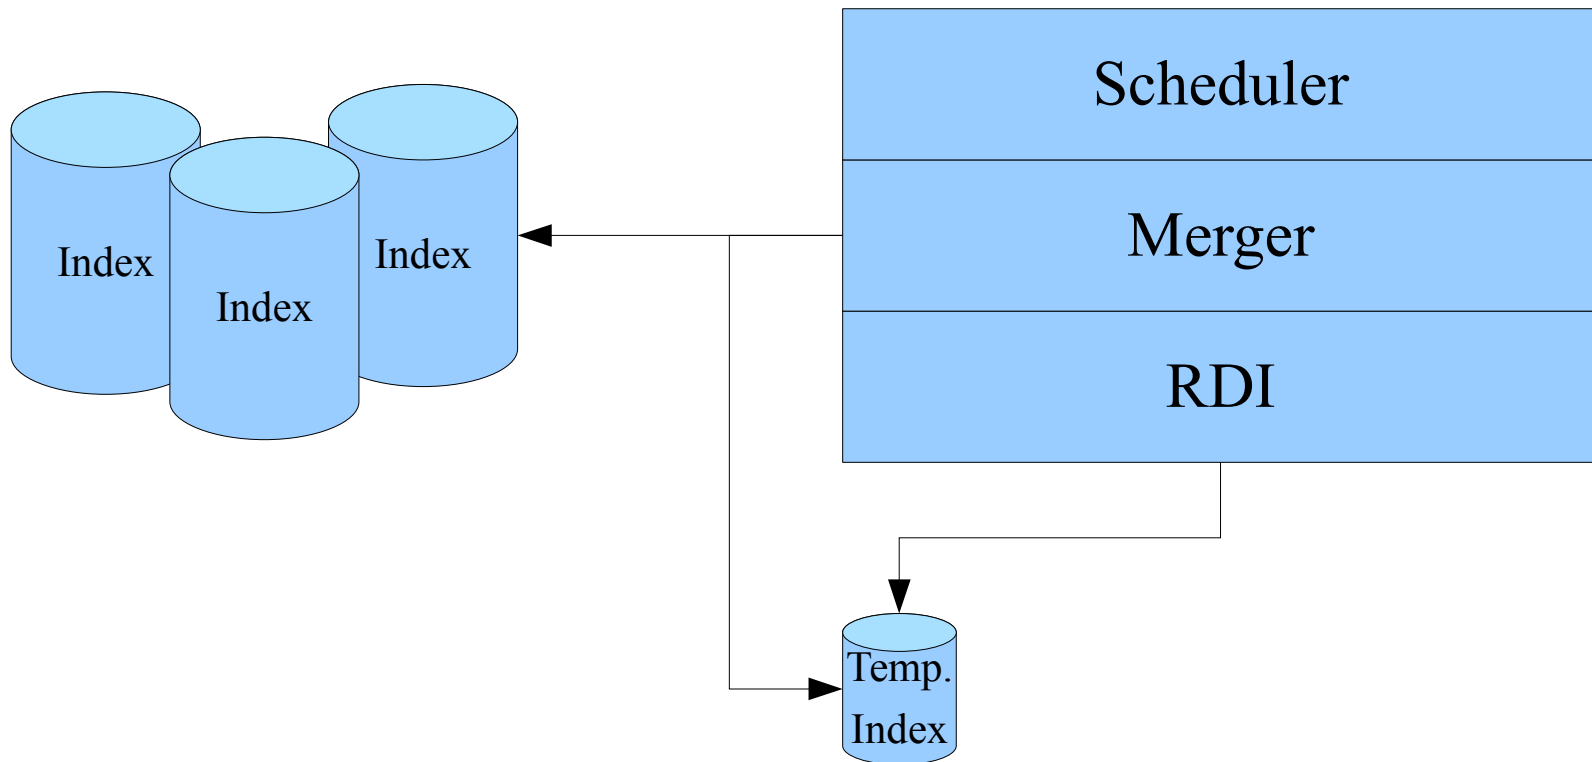 Scheduler
Merger
RDI
Index
Index
Index
Temp.
Index